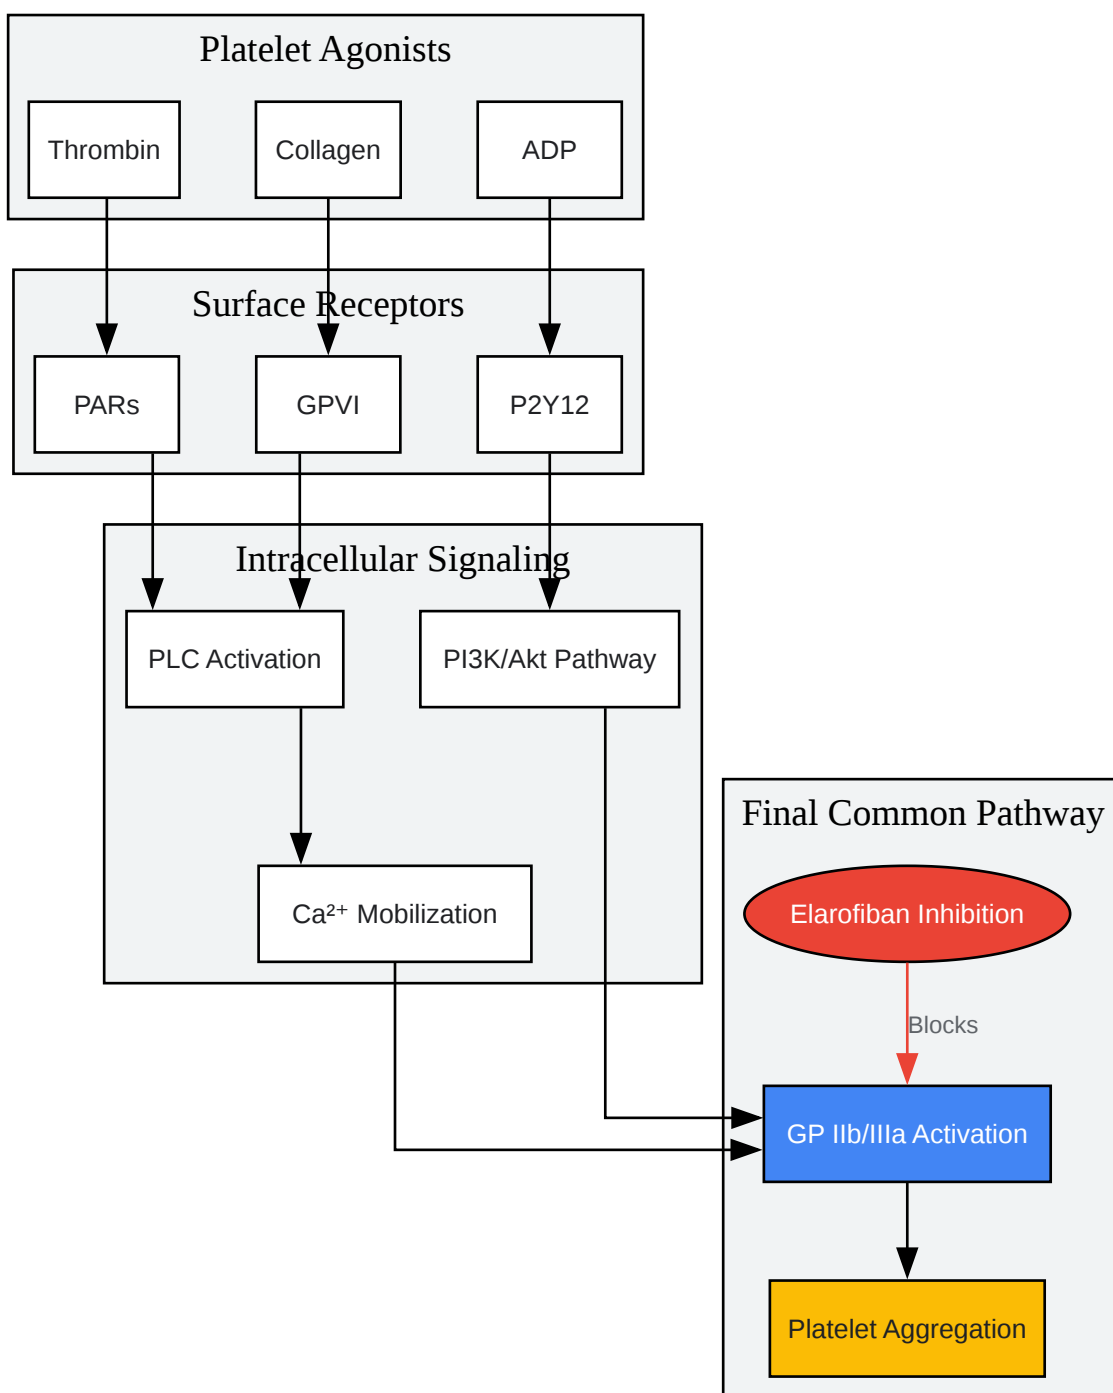 Platelet Agonists
Thrombin
Collagen
ADP
Surface Receptors
PARs
GPVI
P2Y12
Intracellular Signaling
PLC Activation
PI3K/Akt Pathway
Ca²⁺ Mobilization
Final Common Pathway
Elarofiban Inhibition
Blocks
GP IIb/IIIa Activation
Platelet Aggregation